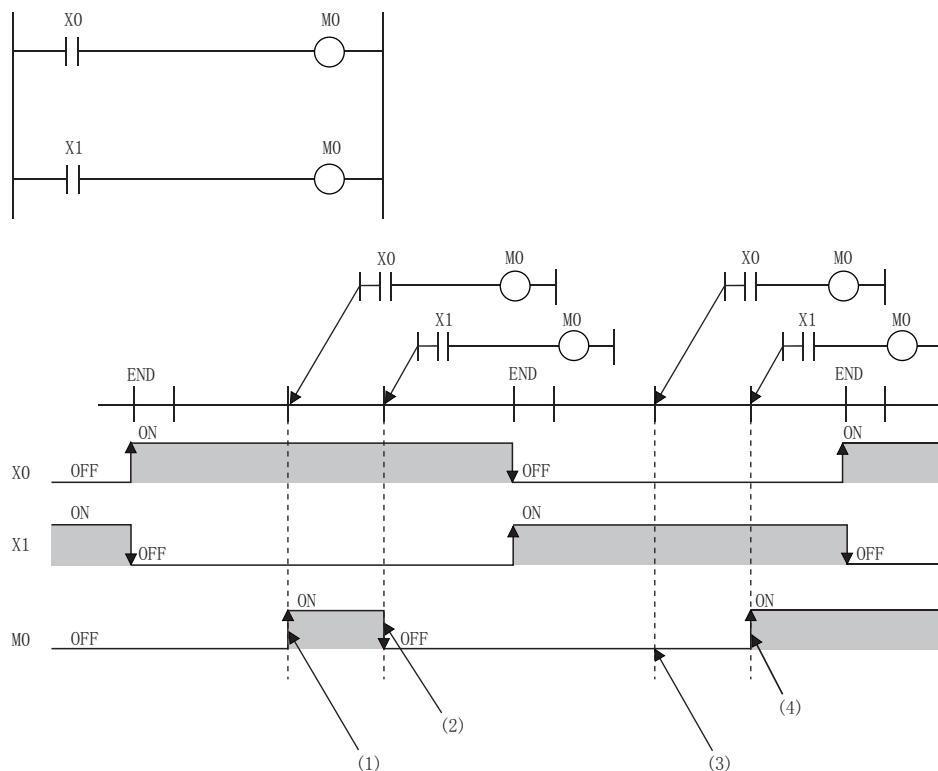 X0 M0
X1 M0
X0 M0 X0 M0
X1 M0 X1 M0
END END END
X0 OFF ON OFF ON
X1 ON OFF ON OFF
M0 OFF ON OFF ON
(1) (2) (3) (4)